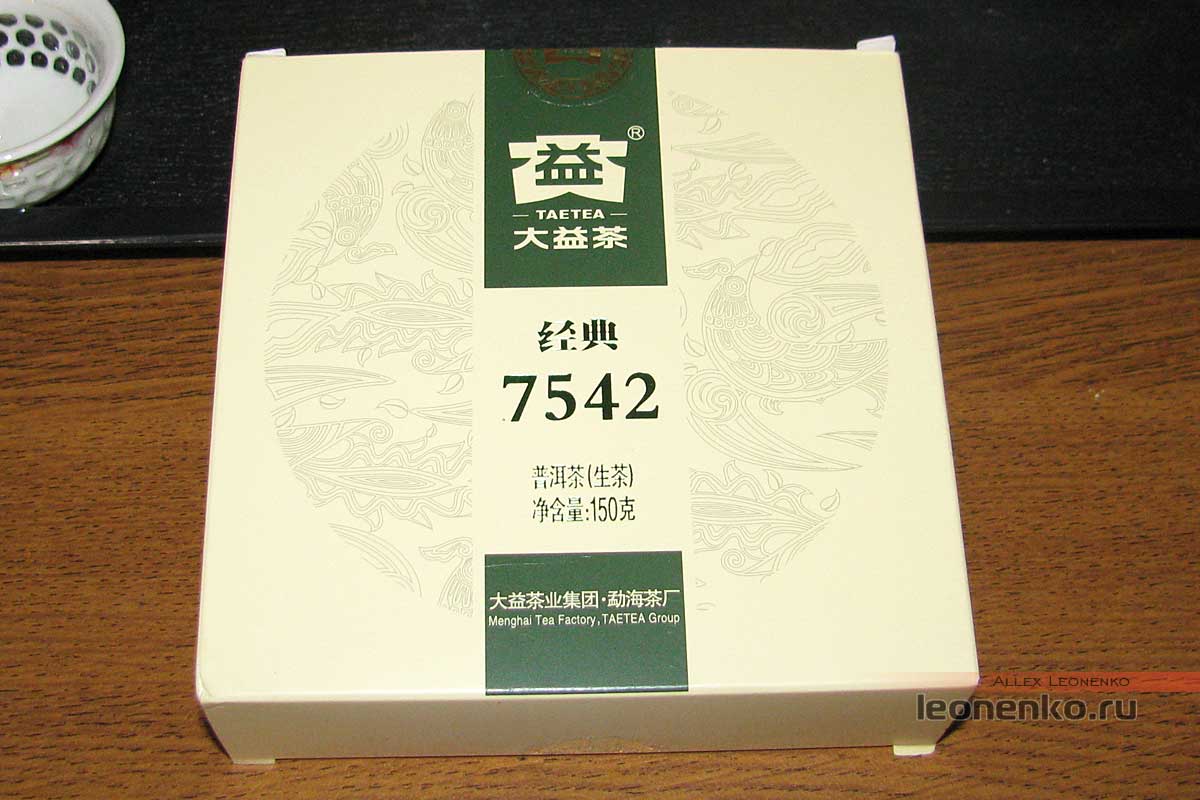 益®
TAETEA
大益茶
经典
7542
普洱茶(生茶)
净含量:150克
大益茶业集团·勐海茶厂
Menghai Tea Factory, TAETEA Group
ALLEX LEONENKO
leonenko.ru